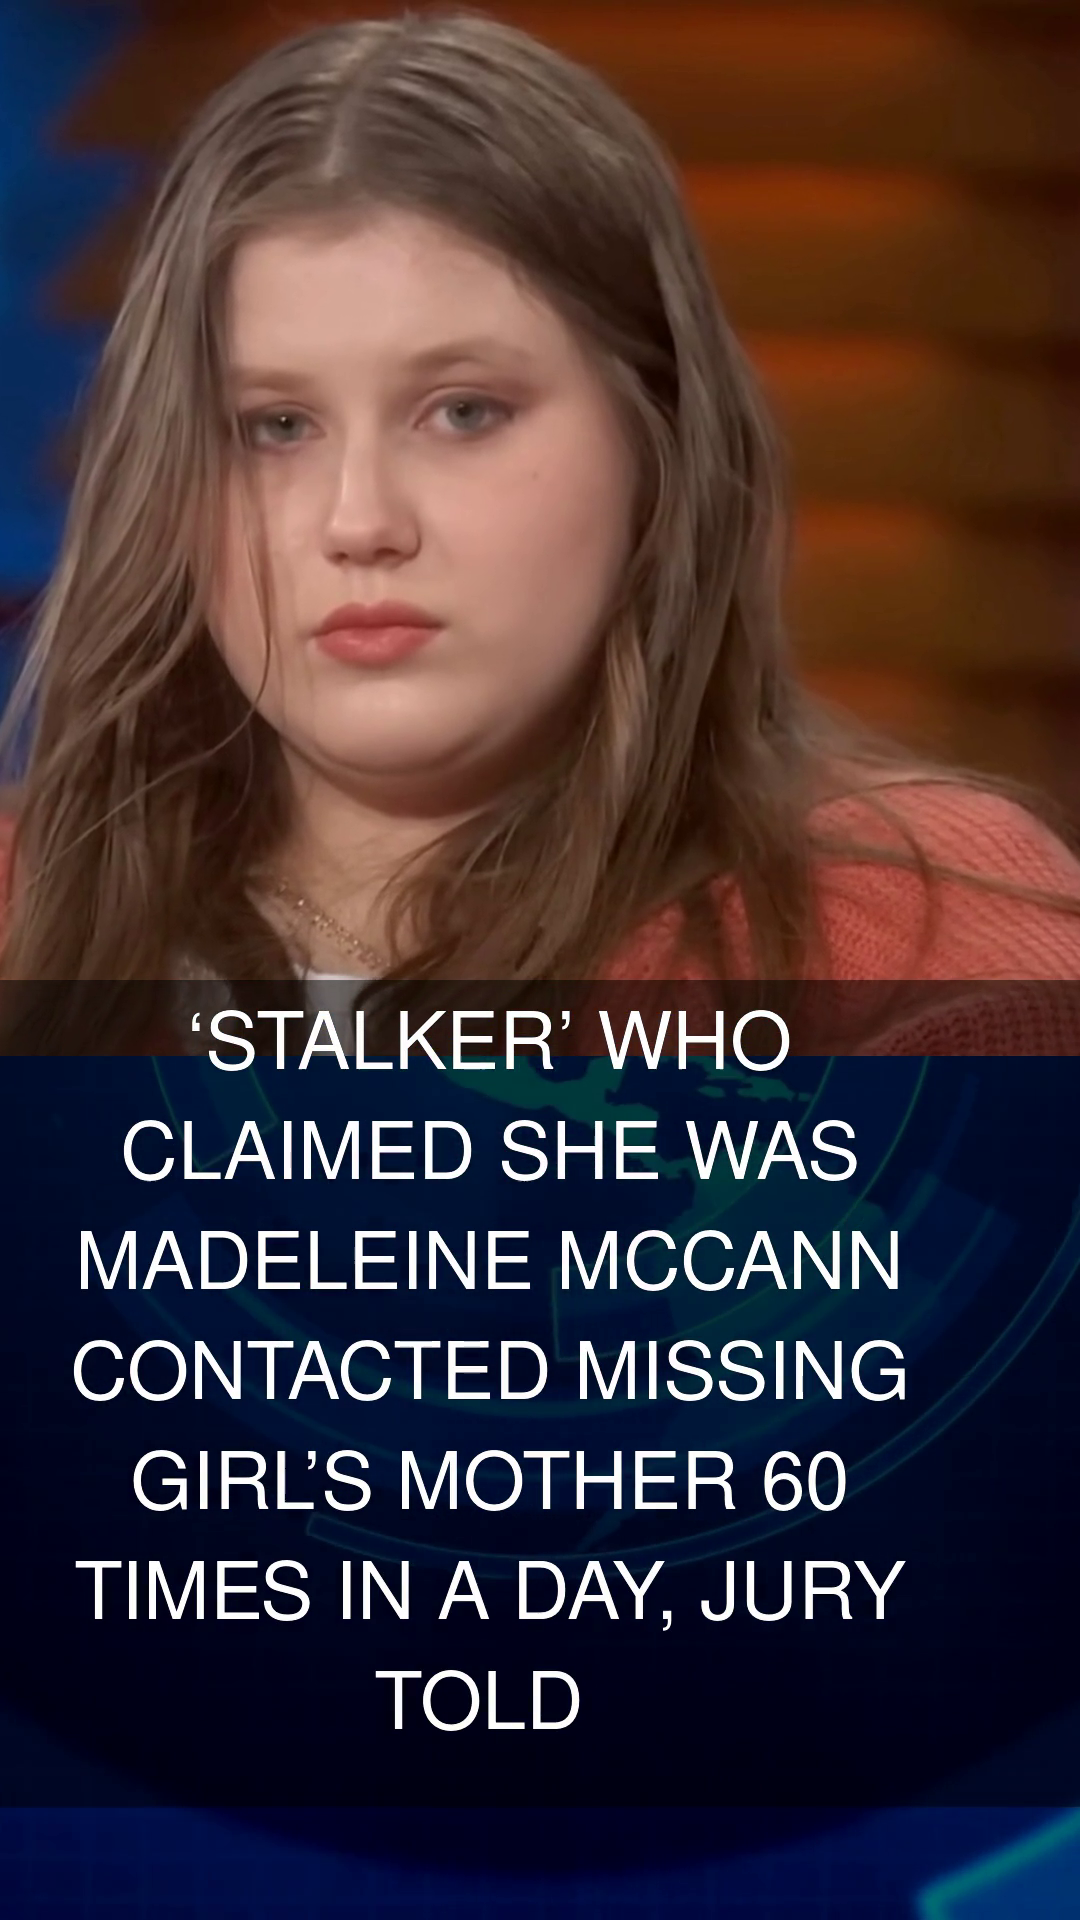 ‘STALKER’ WHO
CLAIMED SHE WAS
MADELEINE MCCANN
CONTACTED MISSING
GIRL’S MOTHER 60
TIMES IN A DAY, JURY
TOLD